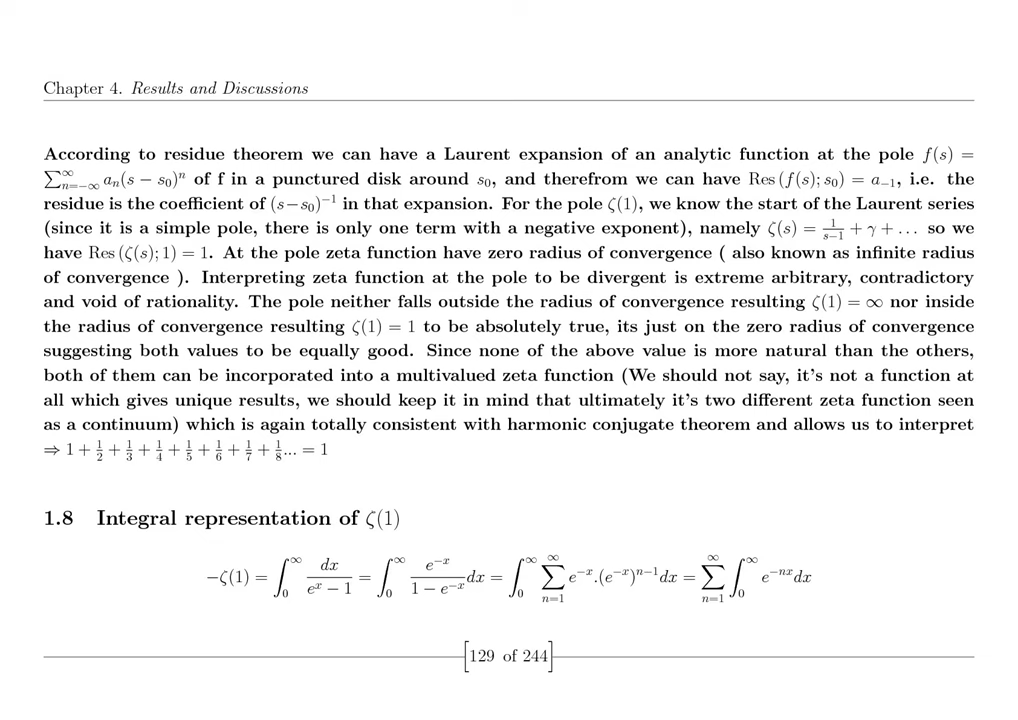 Chapter 4. Results and Discussions
According to residue theorem we can have a Laurent expansion of an analytic function at the pole f(s) =
∑_{n=−∞}^{∞} a_n(s − s_0)^n of f in a punctured disk around s_0, and therefrom we can have Res (f(s); s_0) = a_{−1}, i.e. the
residue is the coefficient of (s−s_0)^{−1} in that expansion. For the pole ζ(1), we know the start of the Laurent series
(since it is a simple pole, there is only one term with a negative exponent), namely ζ(s) = \frac{1}{s−1} + γ + . . . so we
have Res (ζ(s); 1) = 1. At the pole zeta function have zero radius of convergence ( also known as infinite radius
of convergence ). Interpreting zeta function at the pole to be divergent is extreme arbitrary, contradictory
and void of rationality. The pole neither falls outside the radius of convergence resulting ζ(1) = ∞ nor inside
the radius of convergence resulting ζ(1) = 1 to be absolutely true, its just on the zero radius of convergence
suggesting both values to be equally good. Since none of the above value is more natural than the others,
both of them can be incorporated into a multivalued zeta function (We should not say, it's not a function at
all which gives unique results, we should keep it in mind that ultimately it's two different zeta function seen
as a continuum) which is again totally consistent with harmonic conjugate theorem and allows us to interpret
⇒ 1 + \frac{1}{2} + \frac{1}{3} + \frac{1}{4} + \frac{1}{5} + \frac{1}{6} + \frac{1}{7} + \frac{1}{8}... = 1
1.8 Integral representation of ζ(1)
−ζ(1) = ∫_0^∞ \frac{dx}{e^x − 1} = ∫_0^∞ \frac{e^{−x}}{1 − e^{−x}} dx = ∫_0^∞ ∑_{n=1}^{∞} e^{−x}.(e^{−x})^{n−1} dx = ∑_{n=1}^{∞} ∫_0^∞ e^{−nx} dx
[129 of 244]